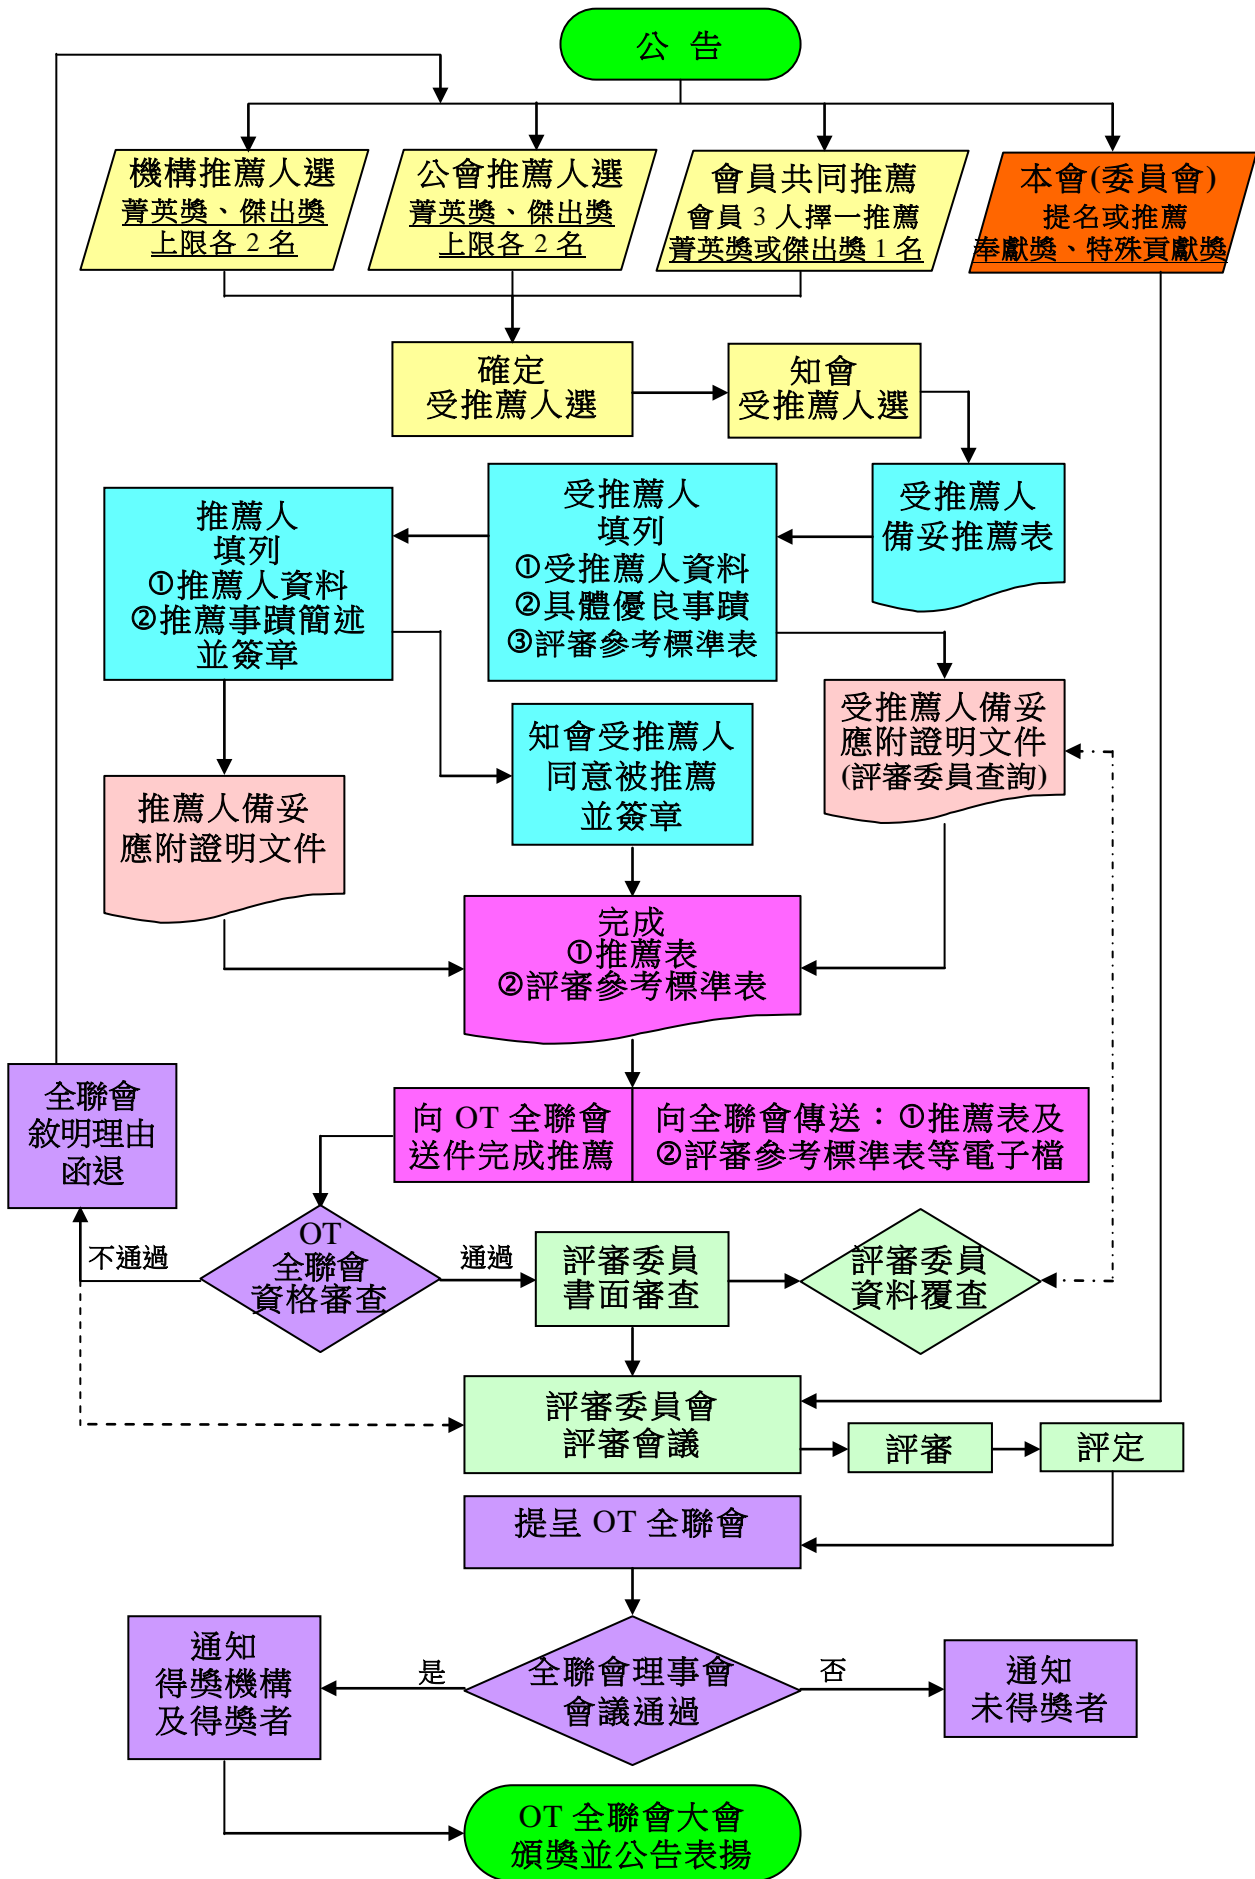 公 告
機構推薦人選
菁英獎、傑出獎
上限各 2 名
公會推薦人選
菁英獎、傑出獎
上限各 2 名
會員共同推薦
會員 3 人擇一推薦
菁英獎或傑出獎 1 名
本會(委員會)
提名或推薦
奉獻獎、特殊貢獻獎
確定
受推薦人選
知會
受推薦人選
受推薦人
備妥推薦表
受推薦人
填列
①受推薦人資料
②具體優良事蹟
③評審參考標準表
推薦人
填列
①推薦人資料
②推薦事蹟簡述
並簽章
知會受推薦人
同意被推薦
並簽章
受推薦人備妥
應附證明文件
(評審委員查詢)
推薦人備妥
應附證明文件
完成
①推薦表
②評審參考標準表
向 OT 全聯會
送件完成推薦
向全聯會傳送：①推薦表及
②評審參考標準表等電子檔
全聯會
敘明理由
函退
OT
全聯會
資格審查
不通過
通過
評審委員
書面審查
評審委員
資料覆查
評審委員會
評審會議
評審
評定
提呈 OT 全聯會
全聯會理事會
會議通過
是
否
通知
得獎機構
及得獎者
通知
未得獎者
OT 全聯會大會
頒獎並公告表揚